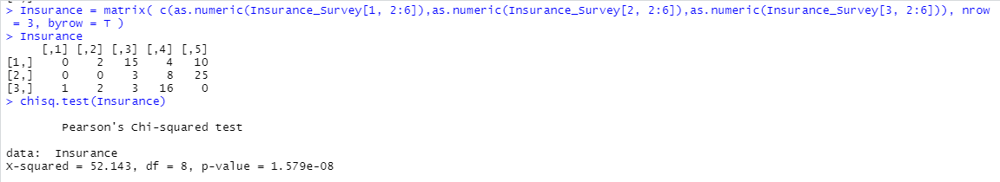 > Insurance = matrix( c(as.numeric(Insurance_Survey[1, 2:6]),as.numeric(Insurance_Survey[2, 2:6]),as.numeric(Insurance_Survey[3, 2:6])), nrow
 = 3, byrow = T )
> Insurance
     [,1] [,2] [,3] [,4] [,5]
[1,]    0    2   15    4   10
[2,]    0    0    3    8   25
[3,]    1    2    3   16    0
> chisq.test(Insurance)
        Pearson's Chi-squared test
data:  Insurance
X-squared = 52.143, df = 8, p-value = 1.579e-08